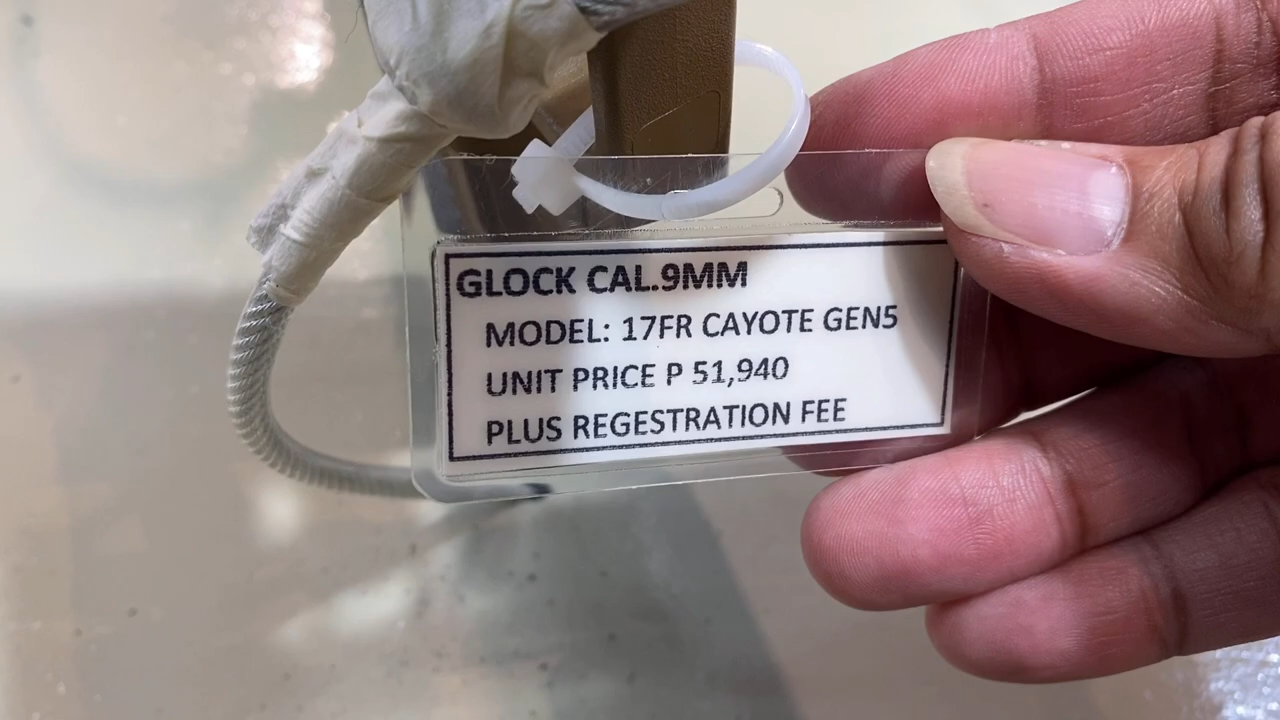 GLOCK CAL.9MM
MODEL: 17FR CAYOTE GEN5
UNIT PRICE P 51,940
PLUS REGESTRATION FEE